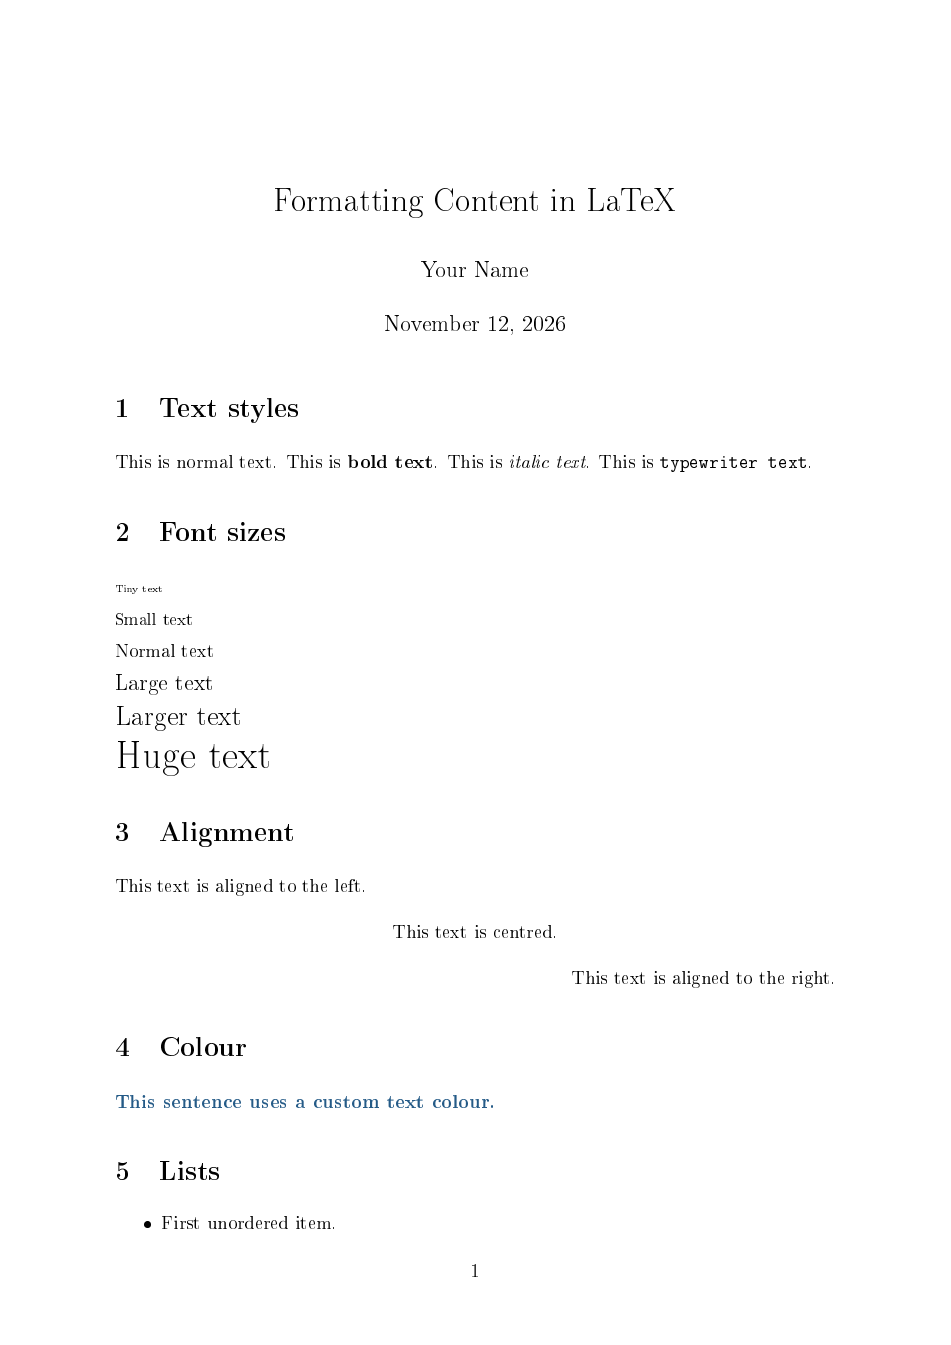 Formatting Content in LaTeX
Your Name
November 12, 2026
1 Text styles
This is normal text. This is bold text. This is italic text. This is typewriter text.
2 Font sizes
Tiny text
Small text
Normal text
Large text
Larger text
Huge text
3 Alignment
This text is aligned to the left.
This text is centred.
This text is aligned to the right.
4 Colour
This sentence uses a custom text colour.
5 Lists
• First unordered item.
1